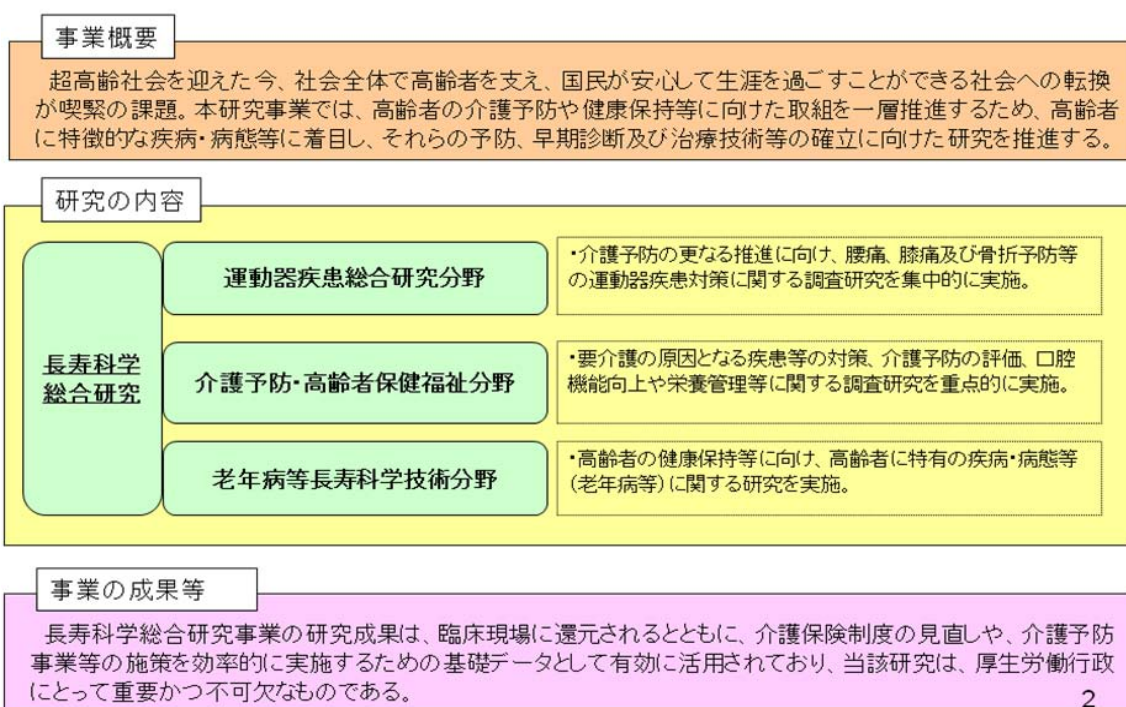 事業概要
超高齢社会を迎えた今、社会全体で高齢者を支え、国民が安心して生涯を過ごすことができる社会への転換
が喫緊の課題。本研究事業では、高齢者の介護予防や健康保持等に向けた取組を一層推進するため、高齢者
に特徴的な疾病・病態等に着目し、それらの予防、早期診断及び治療技術等の確立に向けた研究を推進する。
研究の内容
長寿科学
総合研究
運動器疾患総合研究分野
・介護予防の更なる推進に向け、腰痛、膝痛及び骨折予防等
の運動器疾患対策に関する調査研究を集中的に実施。
介護予防・高齢者保健福祉分野
・要介護の原因となる疾患等の対策、介護予防の評価、口腔
機能向上や栄養管理等に関する調査研究を重点的に実施。
老年病等長寿科学技術分野
・高齢者の健康保持等に向け、高齢者に特有の疾病・病態等
(老年病等)に関する研究を実施。
事業の成果等
長寿科学総合研究事業の研究成果は、臨床現場に還元されるとともに、介護保険制度の見直しや、介護予防
事業等の施策を効率的に実施するための基礎データとして有効に活用されており、当該研究は、厚生労働行政
にとって重要かつ不可欠なものである。
2